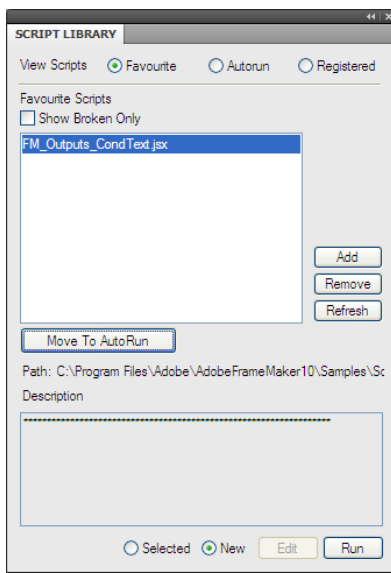 SCRIPT LIBRARY
View Scripts Favourite Autorun Registered
Favourite Scripts
Show Broken Only
FM_Outputs_CondText.jsx
Add
Remove
Refresh
Move To AutoRun
Path: C:\Program Files\Adobe\AdobeFrameMaker10\Samples\Sc
Description
Selected New Edit Run